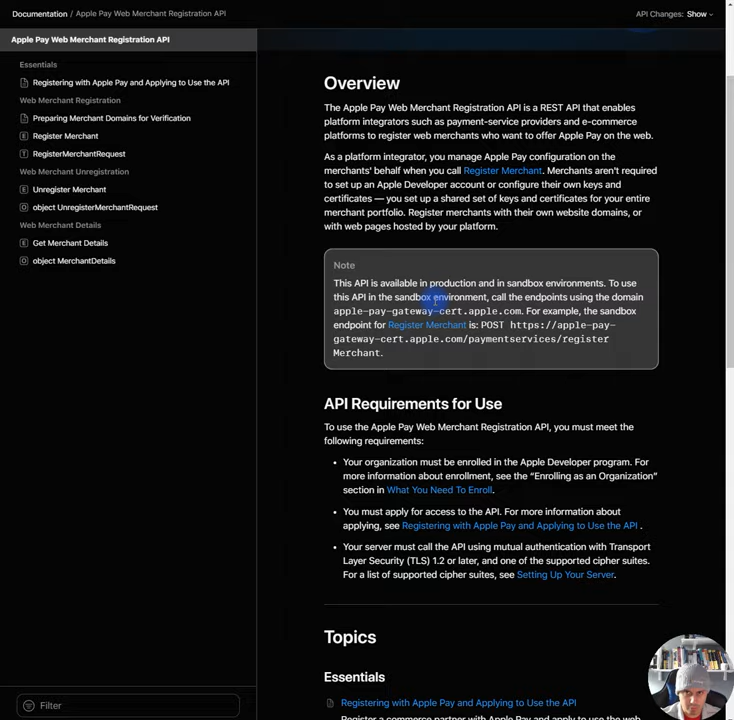 Documentation / Apple Pay Web Merchant Registration API
API Changes: Show
Apple Pay Web Merchant Registration API
Essentials
Registering with Apple Pay and Applying to Use the API
Web Merchant Registration
Preparing Merchant Domains for Verification
E Register Merchant
T RegisterMerchantRequest
Web Merchant Unregistration
E Unregister Merchant
O object UnregisterMerchantRequest
Web Merchant Details
E Get Merchant Details
O object MerchantDetails
Filter
Overview
The Apple Pay Web Merchant Registration API is a REST API that enables
platform integrators such as payment-service providers and e-commerce
platforms to register web merchants who want to offer Apple Pay on the web.
As a platform integrator, you manage Apple Pay configuration on the
merchants' behalf when you call Register Merchant. Merchants aren't required
to set up an Apple Developer account or configure their own keys and
certificates — you set up a shared set of keys and certificates for your entire
merchant portfolio. Register merchants with their own website domains, or
with web pages hosted by your platform.
Note
This API is available in production and in sandbox environments. To use
this API in the sandbox environment, call the endpoints using the domain
apple-pay-gateway-cert.apple.com. For example, the sandbox
endpoint for Register Merchant is: POST https://apple-pay-
gateway-cert.apple.com/paymentservices/register
Merchant.
API Requirements for Use
To use the Apple Pay Web Merchant Registration API, you must meet the
following requirements:
• Your organization must be enrolled in the Apple Developer program. For
more information about enrollment, see the “Enrolling as an Organization”
section in What You Need To Enroll.
• You must apply for access to the API. For more information about
applying, see Registering with Apple Pay and Applying to Use the API .
• Your server must call the API using mutual authentication with Transport
Layer Security (TLS) 1.2 or later, and one of the supported cipher suites.
For a list of supported cipher suites, see Setting Up Your Server.
Topics
Essentials
Registering with Apple Pay and Applying to Use the API
Register a commerce partner with Apple Pay and apply to use the web